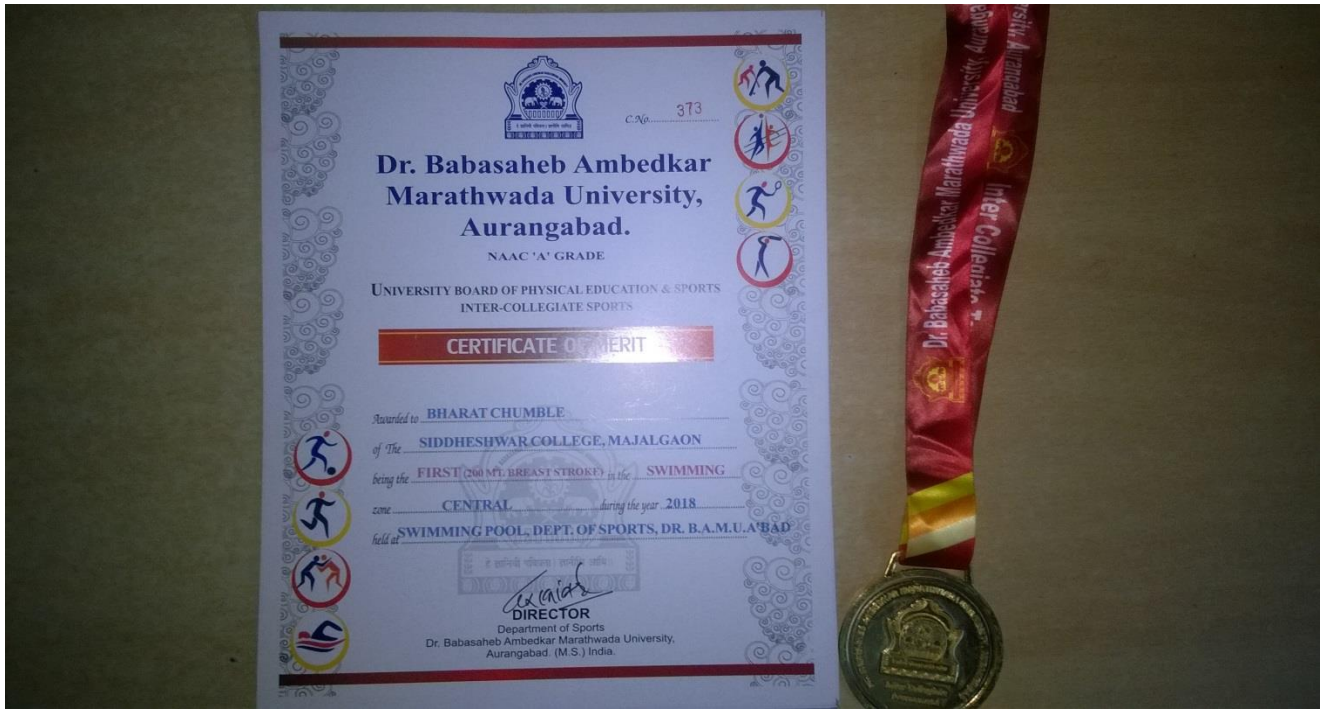 C.No. 373
Dr. Babasaheb Ambedkar
Marathwada University,
Aurangabad.
NAAC 'A' GRADE
UNIVERSITY BOARD OF PHYSICAL EDUCATION & SPORTS
INTER-COLLEGIATE SPORTS
CERTIFICATE OF MERIT
Awarded to BHARAT CHUMBLE
of The SIDDHESHWAR COLLEGE, MAJALGAON
being the FIRST (200 MT. BREAST STROKE) in the SWIMMING
zone CENTRAL during the year 2018
held at SWIMMING POOL, DEPT. OF SPORTS, DR. B.A.M.U.A'BAD
DIRECTOR
Department of Sports
Dr. Babasaheb Ambedkar Marathwada University,
Aurangabad. (M.S.) India.
Dr. Babasaheb Ambedkar Marathwada University, Aurangabad
Inter Collegiate